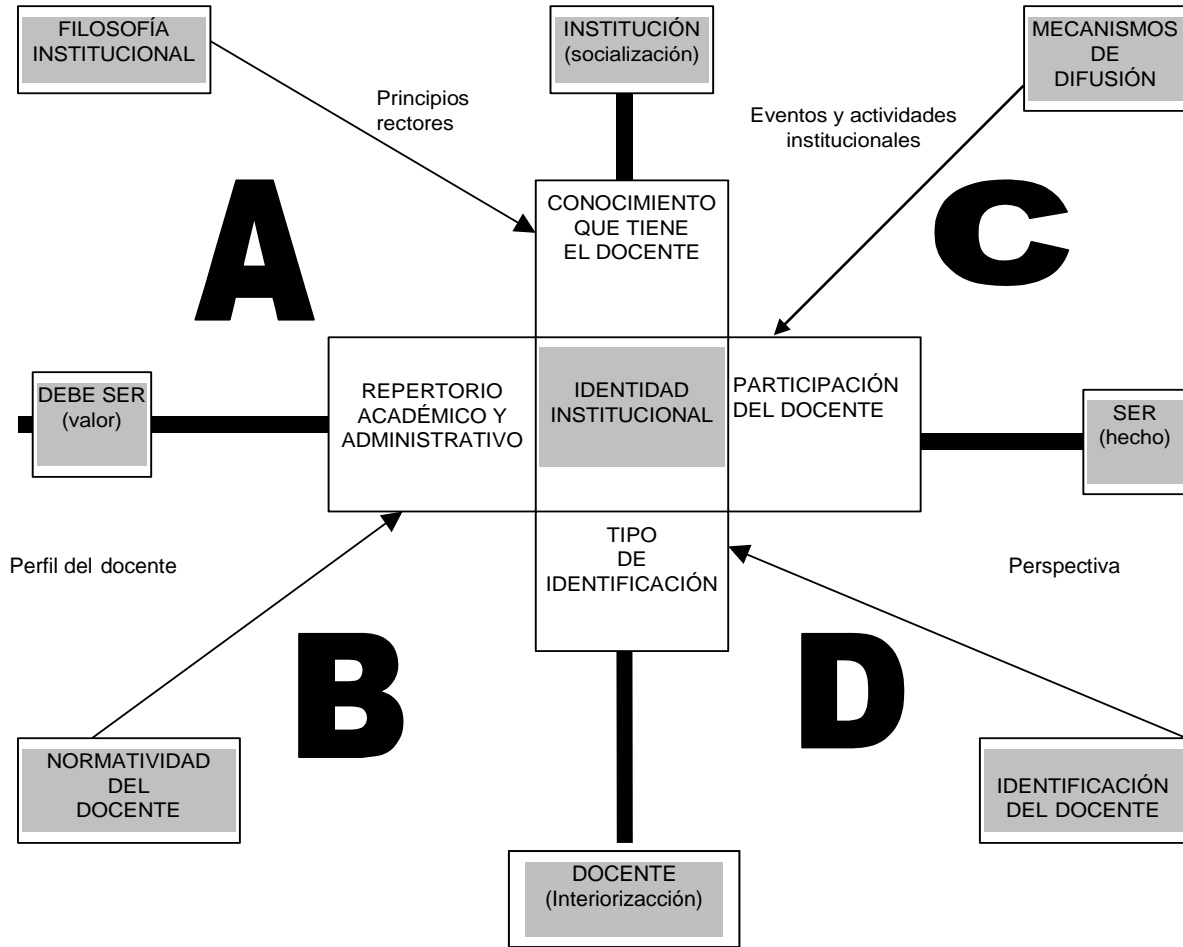 FILOSOFÍA
INSTITUCIONAL
INSTITUCIÓN
(socialización)
MECANISMOS
DE
DIFUSIÓN
Principios
rectores
Eventos y actividades
institucionales
A
C
CONOCIMIENTO
QUE TIENE
EL DOCENTE
DEBE SER
(valor)
REPERTORIO
ACADÉMICO Y
ADMINISTRATIVO
IDENTIDAD
INSTITUCIONAL
PARTICIPACIÓN
DEL DOCENTE
SER
(hecho)
Perfil del docente
TIPO
DE
IDENTIFICACIÓN
Perspectiva
B
D
NORMATIVIDAD
DEL
DOCENTE
IDENTIFICACIÓN
DEL DOCENTE
DOCENTE
(Interiorizacción)